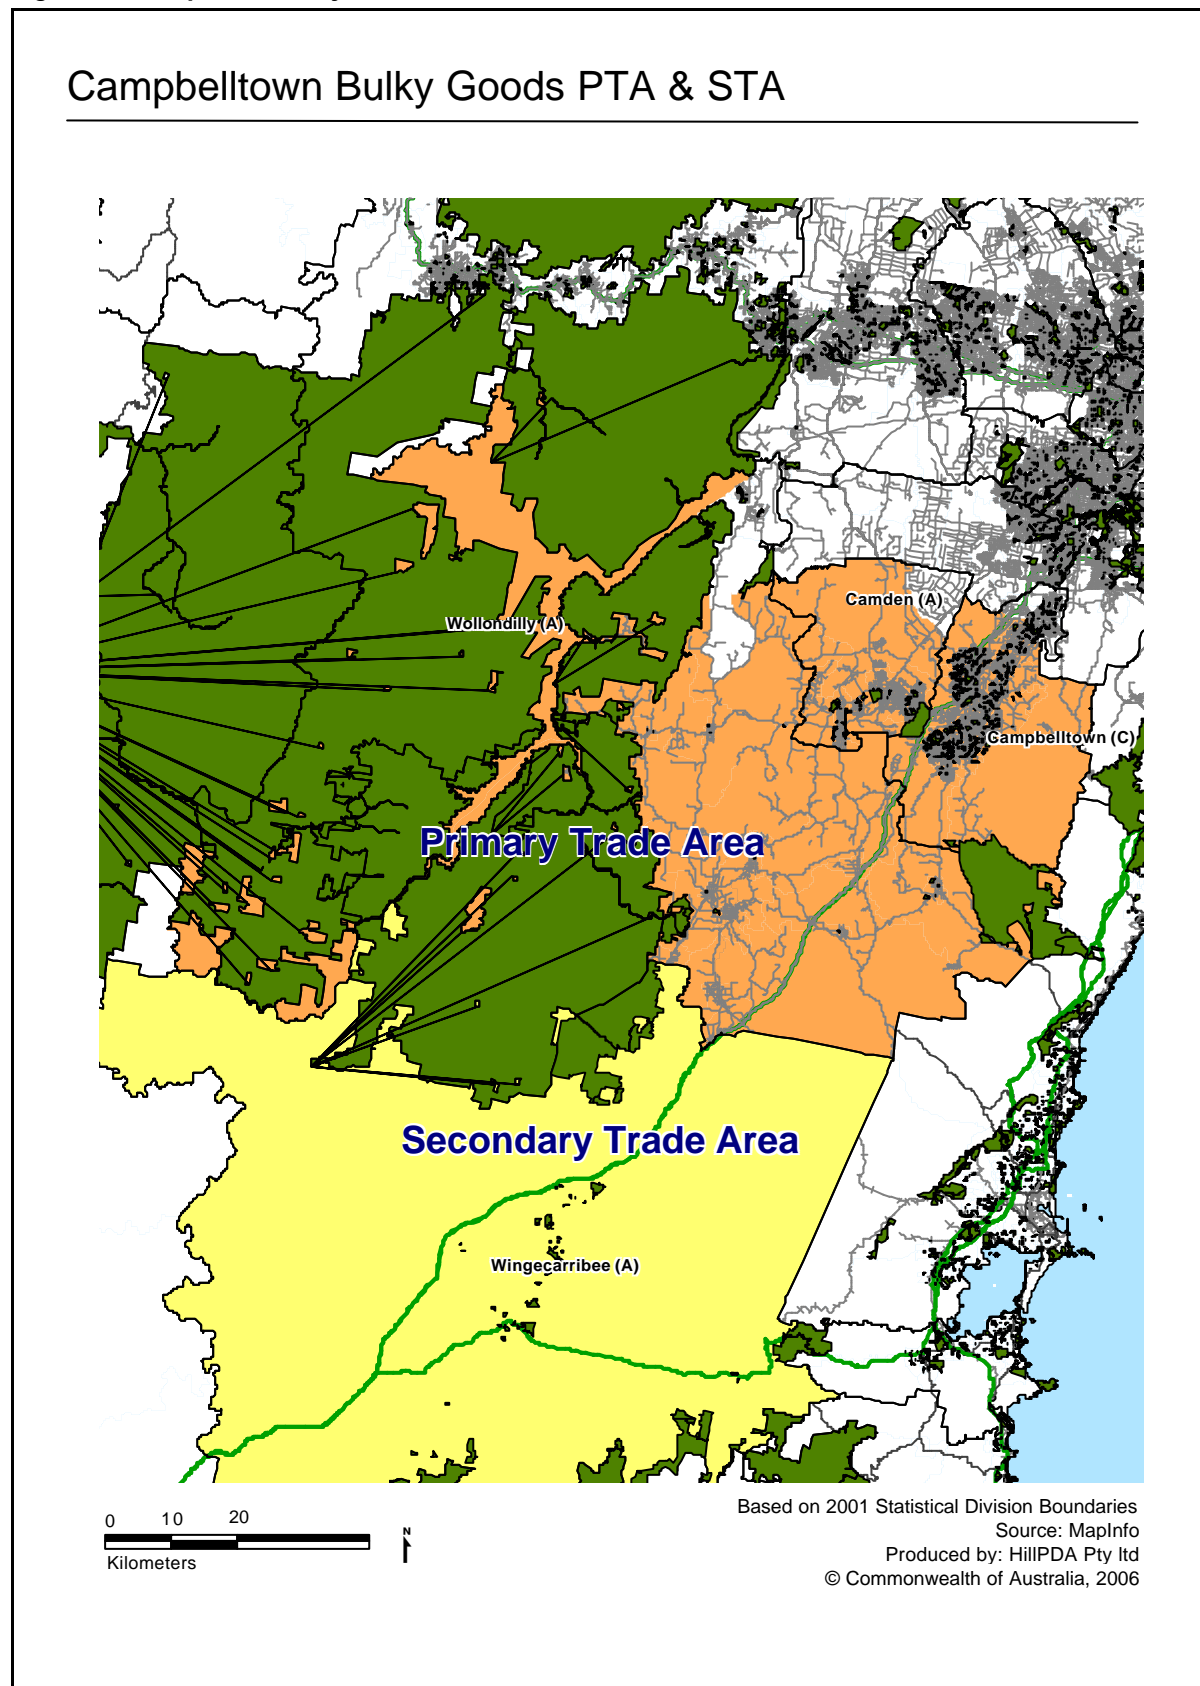 Campbelltown Bulky Goods PTA & STA
Camden (A)
Wollondilly (A)
Campbelltown (C)
Primary Trade Area
Secondary Trade Area
Wingecarribee (A)
0 10 20
Kilometers
N
Based on 2001 Statistical Division Boundaries
Source: MapInfo
Produced by: HillPDA Pty ltd
© Commonwealth of Australia, 2006